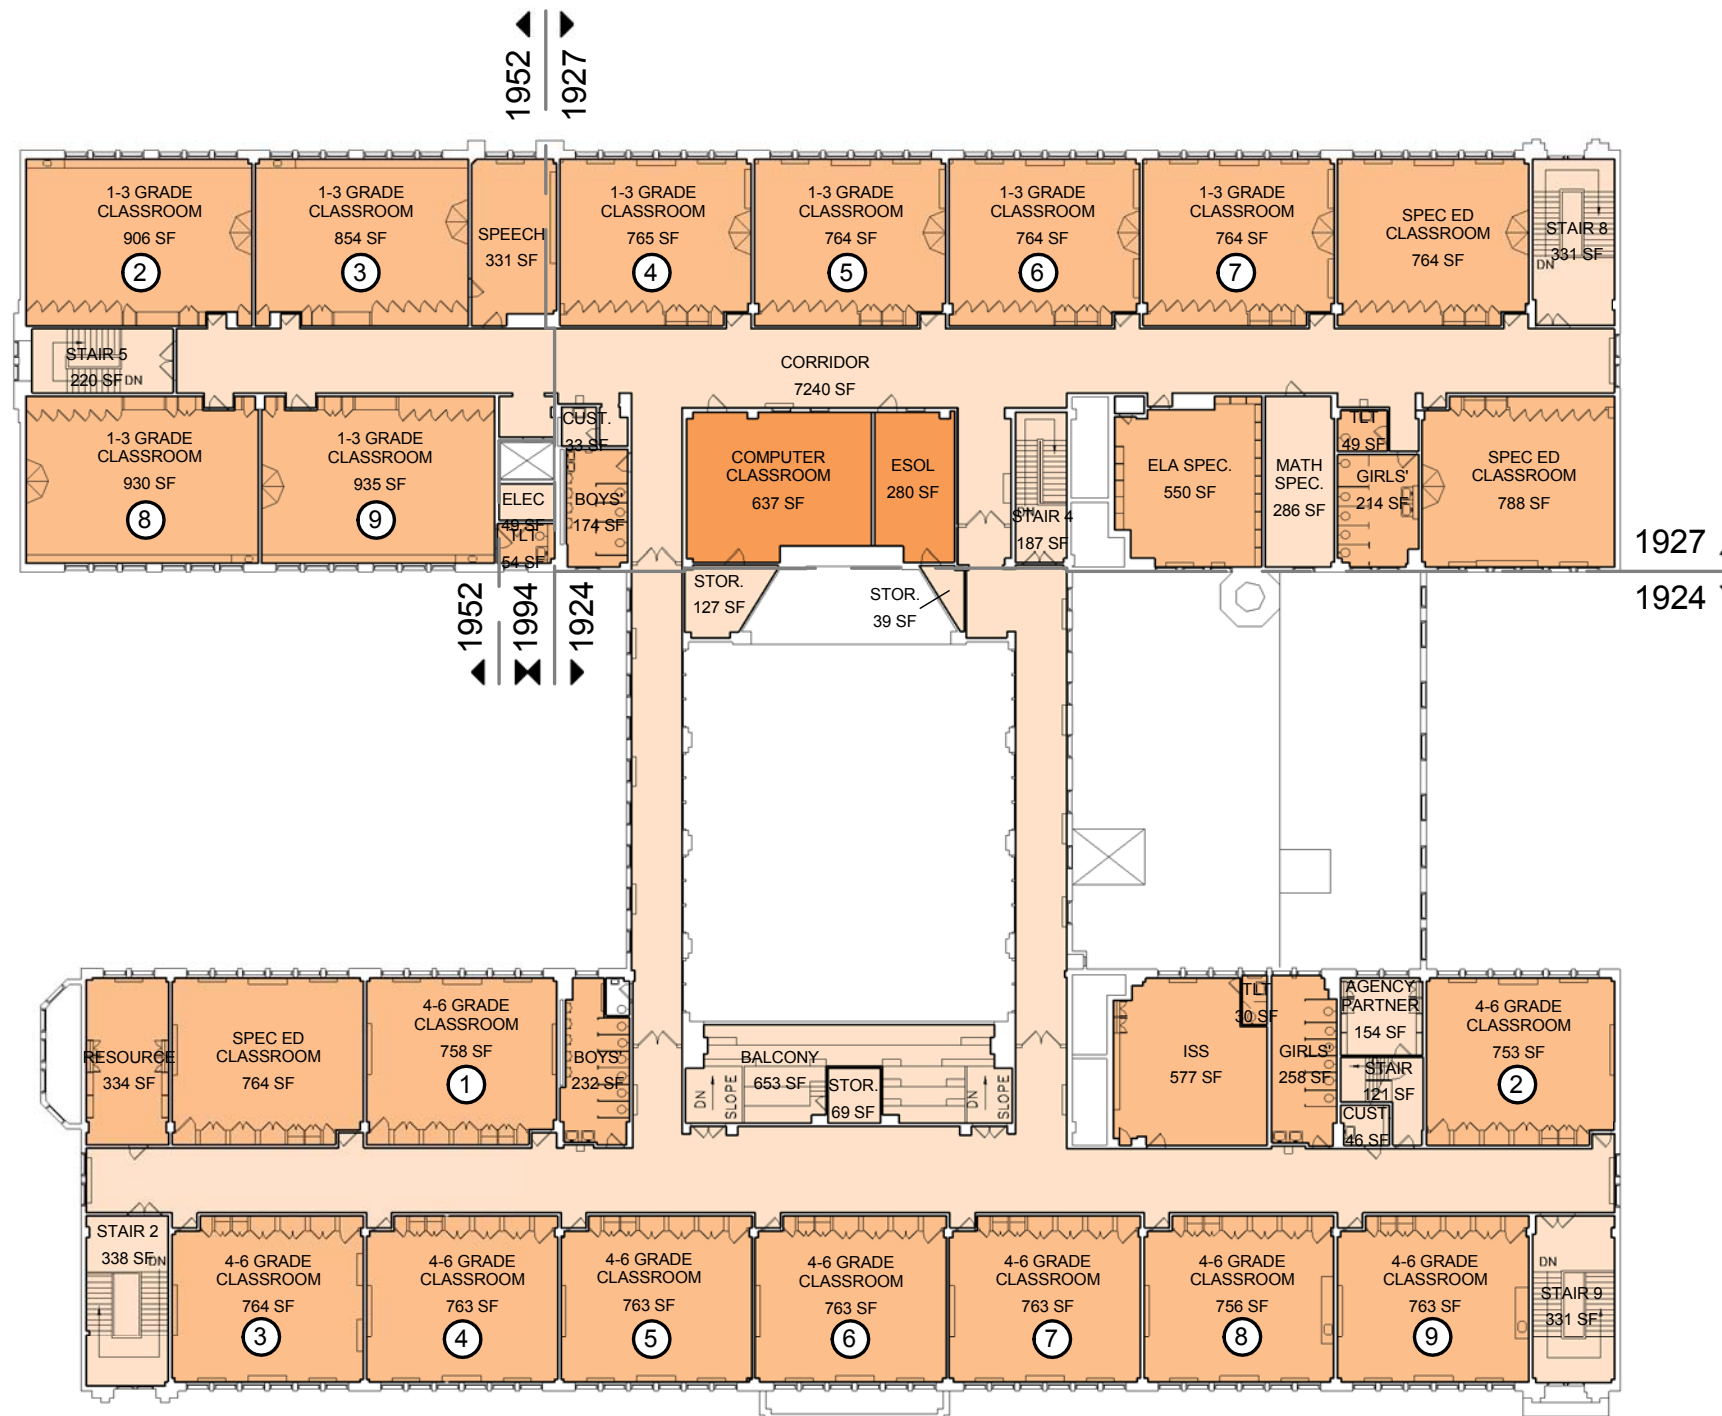 1952
1927
1-3 GRADE
CLASSROOM
906 SF
2
1-3 GRADE
CLASSROOM
854 SF
3
SPEECH
331 SF
1-3 GRADE
CLASSROOM
765 SF
4
1-3 GRADE
CLASSROOM
764 SF
5
1-3 GRADE
CLASSROOM
764 SF
6
1-3 GRADE
CLASSROOM
764 SF
7
SPEC ED
CLASSROOM
764 SF
STAIR 8
331 SF
DN
STAIR 5
220 SF
DN
CORRIDOR
7240 SF
1-3 GRADE
CLASSROOM
930 SF
8
1-3 GRADE
CLASSROOM
935 SF
9
ELEC
49 SF
TLT
54 SF
CUST.
33 SF
BOYS'
174 SF
COMPUTER
CLASSROOM
637 SF
ESOL
280 SF
DN
STAIR 4
187 SF
ELA SPEC.
550 SF
MATH
SPEC.
286 SF
TLT
49 SF
GIRLS'
214 SF
SPEC ED
CLASSROOM
788 SF
1927
1924
1952
1994
1924
STOR.
127 SF
STOR.
39 SF
RESOURCE
334 SF
SPEC ED
CLASSROOM
764 SF
4-6 GRADE
CLASSROOM
758 SF
1
BOYS'
232 SF
BALCONY
653 SF
DN
SLOPE
STOR.
69 SF
DN
SLOPE
ISS
577 SF
TLT
30 SF
GIRLS'
258 SF
AGENCY
PARTNER
154 SF
STAIR
121 SF
CUST.
46 SF
4-6 GRADE
CLASSROOM
753 SF
2
STAIR 2
338 SF
DN
4-6 GRADE
CLASSROOM
764 SF
3
4-6 GRADE
CLASSROOM
763 SF
4
4-6 GRADE
CLASSROOM
763 SF
5
4-6 GRADE
CLASSROOM
763 SF
6
4-6 GRADE
CLASSROOM
763 SF
7
4-6 GRADE
CLASSROOM
756 SF
8
4-6 GRADE
CLASSROOM
763 SF
9
DN
STAIR 9
331 SF